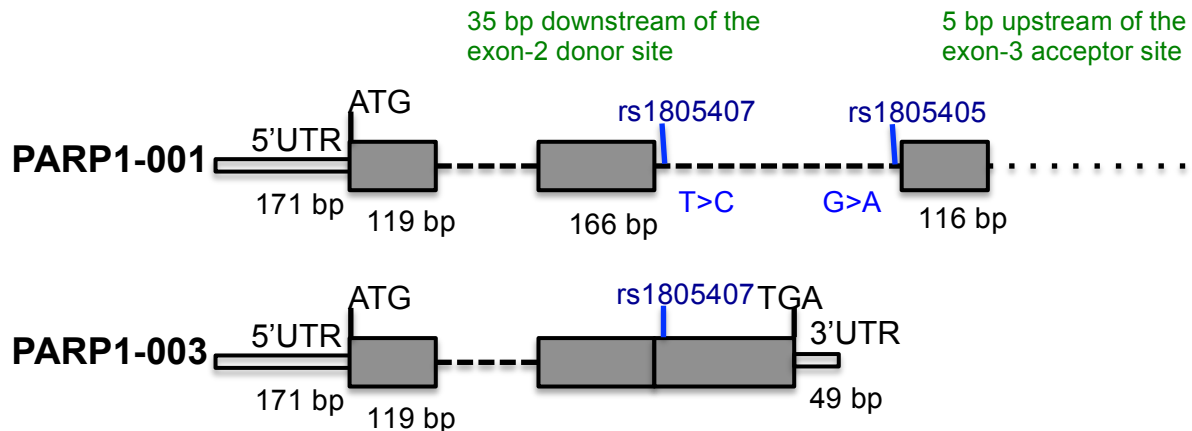 35 bp downstream of the
exon-2 donor site
5 bp upstream of the
exon-3 acceptor site
ATG
rs1805407
rs1805405
5’UTR
PARP1-001
171 bp
119 bp
166 bp
T>C
G>A
116 bp
ATG
rs1805407
TGA
5’UTR
3’UTR
PARP1-003
171 bp
119 bp
49 bp